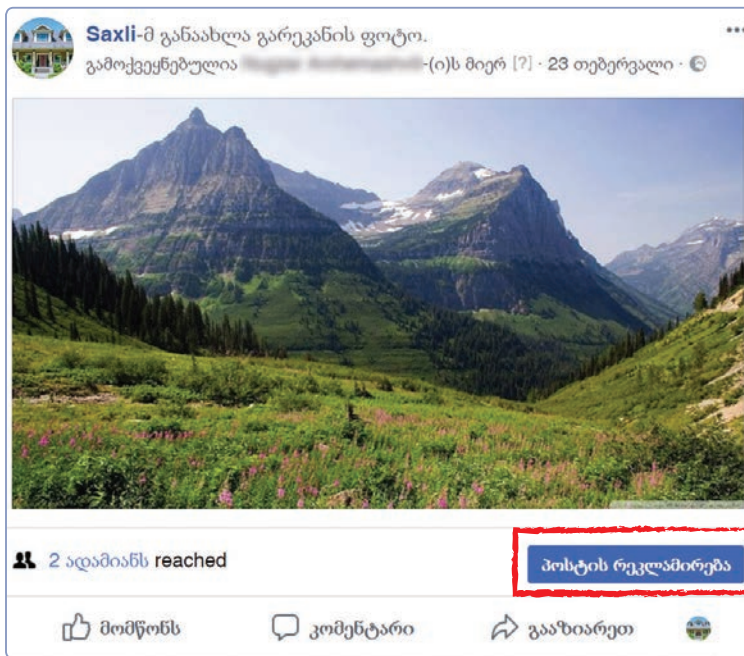 Saxli-მ განაახლა გარეკანის ფოტო.
გამოქვეყნებულია -(ი)ს მიერ [?] · 23 თებერვალი ·
2 ადამიანს reached
პოსტის რეკლამირება
მომწონს კომენტარი გააზიარეთ